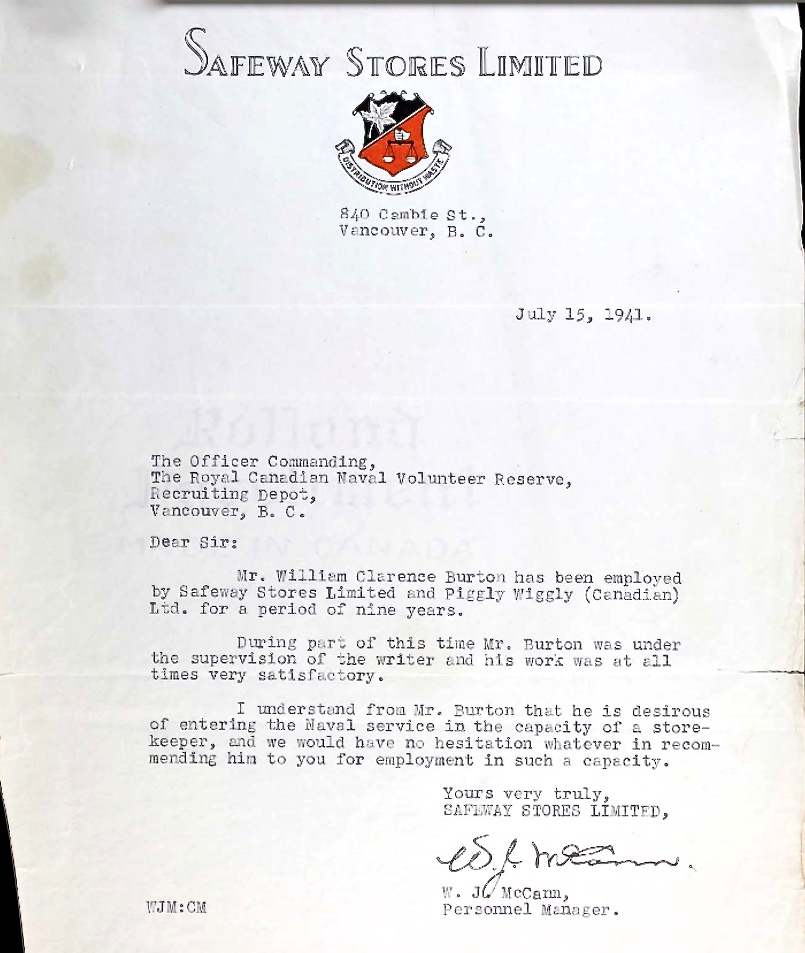 SAFEWAY STORES LIMITED
DISTRIBUTION WITHOUT WASTE
840 Cambie St.,
Vancouver, B. C.
July 15, 1941.
The Officer Commanding,
The Royal Canadian Naval Volunteer Reserve,
Recruiting Depot,
Vancouver, B. C.
Dear Sir:
Mr. William Clarence Burton has been employed
by Safeway Stores Limited and Piggly Wiggly (Canadian)
Ltd. for a period of nine years.
During part of this time Mr. Burton was under
the supervision of the writer and his work was at all
times very satisfactory.
I understand from Mr. Burton that he is desirous
of entering the Naval service in the capacity of a store-
keeper, and we would have no hesitation whatever in recom-
mending him to you for employment in such a capacity.
Yours very truly,
SAFEWAY STORES LIMITED,
W. J. McCann.
W. J. McCann,
WJM:CM
Personnel Manager.